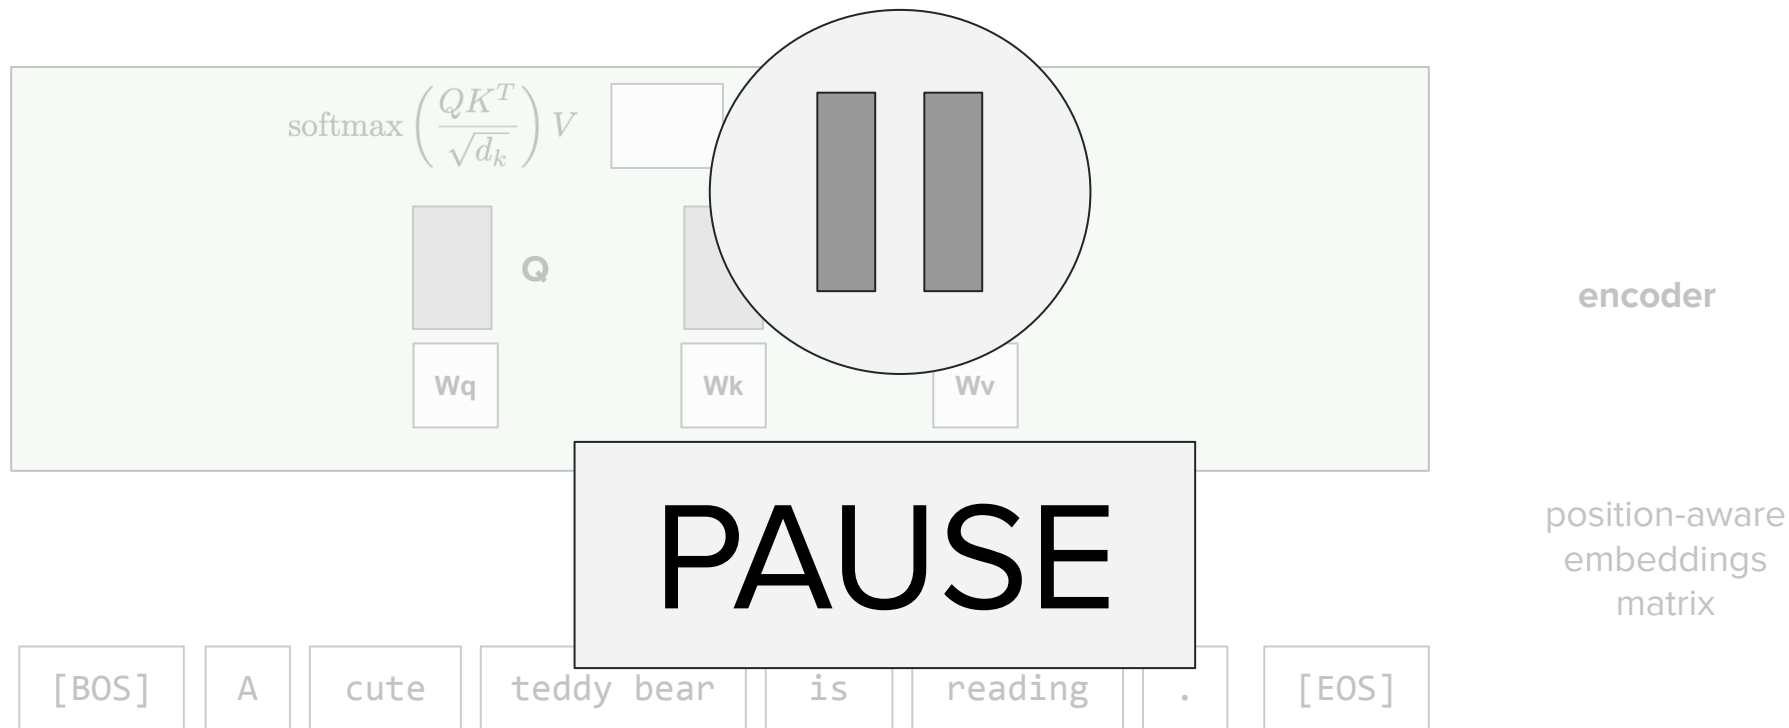 softmax(QK^T/√d_k)V
Q
encoder
Wq Wk Wv
PAUSE
position-aware
embeddings
matrix
[BOS] A cute teddy bear is reading . [EOS]